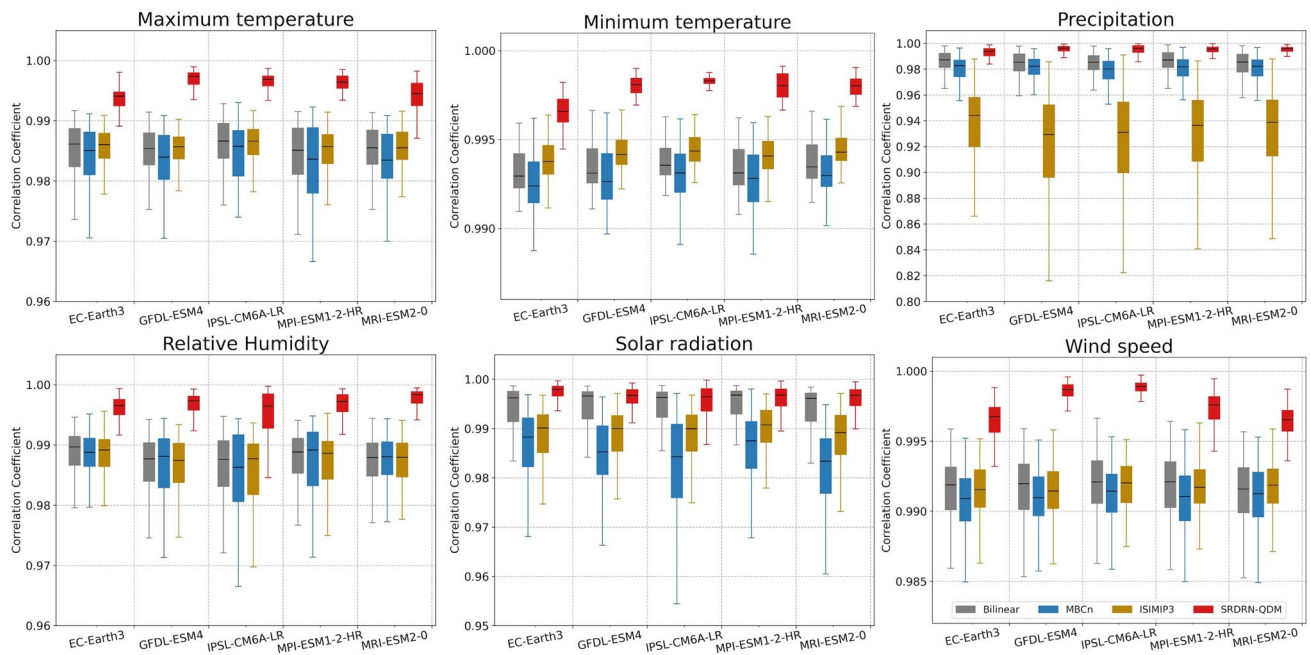 Maximum temperature
Correlation Coefficient
1.00
0.99
0.98
0.97
0.96
EC-Earth3
GFDL-ESM4
IPSL-CM6A-LR
MPI-ESM1-2-HR
MRI-ESM2-0
Minimum temperature
Correlation Coefficient
1.000
0.995
0.990
EC-Earth3
GFDL-ESM4
IPSL-CM6A-LR
MPI-ESM1-2-HR
MRI-ESM2-0
Precipitation
Correlation Coefficient
1.00
0.98
0.96
0.94
0.92
0.90
0.88
0.86
0.84
0.82
0.80
EC-Earth3
GFDL-ESM4
IPSL-CM6A-LR
MPI-ESM1-2-HR
MRI-ESM2-0
Relative Humidity
Correlation Coefficient
1.00
0.99
0.98
0.97
0.96
EC-Earth3
GFDL-ESM4
IPSL-CM6A-LR
MPI-ESM1-2-HR
MRI-ESM2-0
Solar radiation
Correlation Coefficient
1.00
0.99
0.98
0.97
0.96
0.95
EC-Earth3
GFDL-ESM4
IPSL-CM6A-LR
MPI-ESM1-2-HR
MRI-ESM2-0
Wind speed
Correlation Coefficient
1.000
0.995
0.990
0.985
Bilinear MBCn ISIMIP3 SRDRN-QDM
EC-Earth3
GFDL-ESM4
IPSL-CM6A-LR
MPI-ESM1-2-HR
MRI-ESM2-0